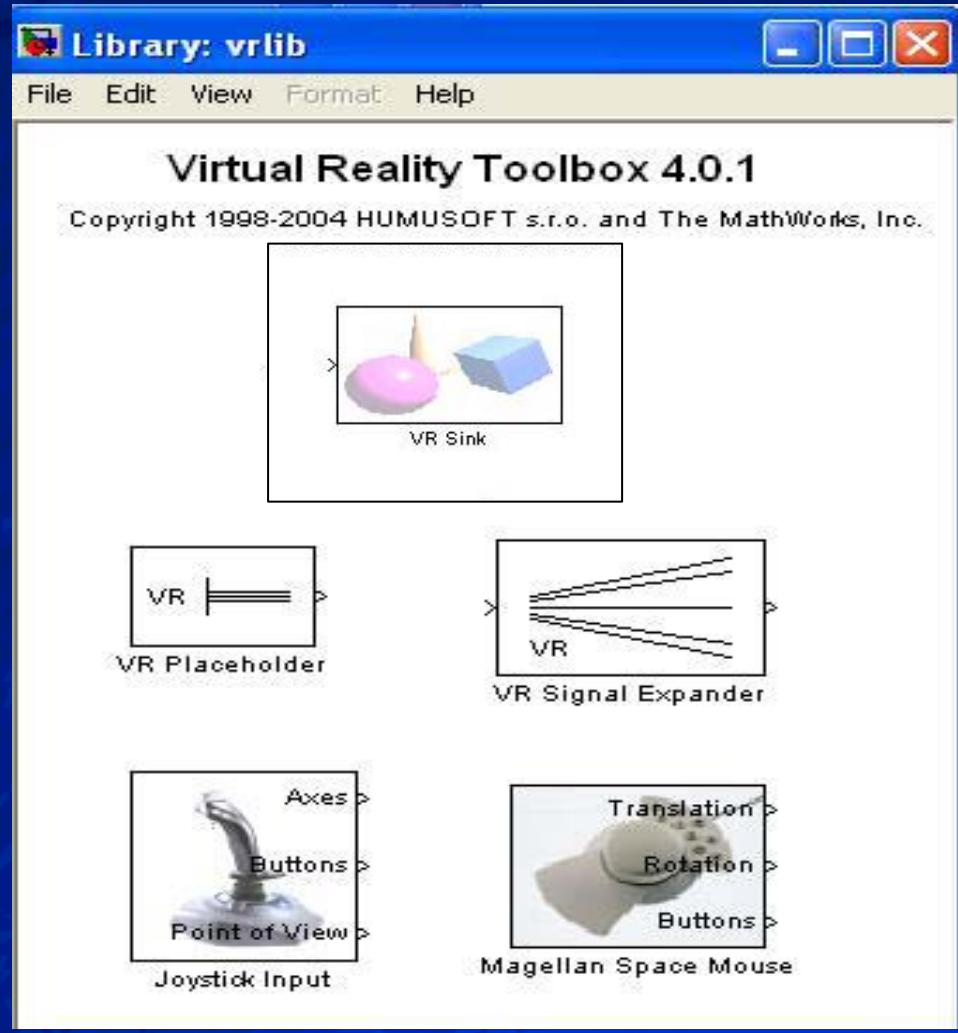 Library: vrlib
File Edit View Format Help
Virtual Reality Toolbox 4.0.1
Copyright 1998-2004 HUMUSOFT s.r.o. and The MathWorks, Inc.
VR Sink
VR
VR Placeholder
VR
VR Signal Expander
Axes
Buttons
Point of View
Joystick Input
Translation
Rotation
Buttons
Magellan Space Mouse